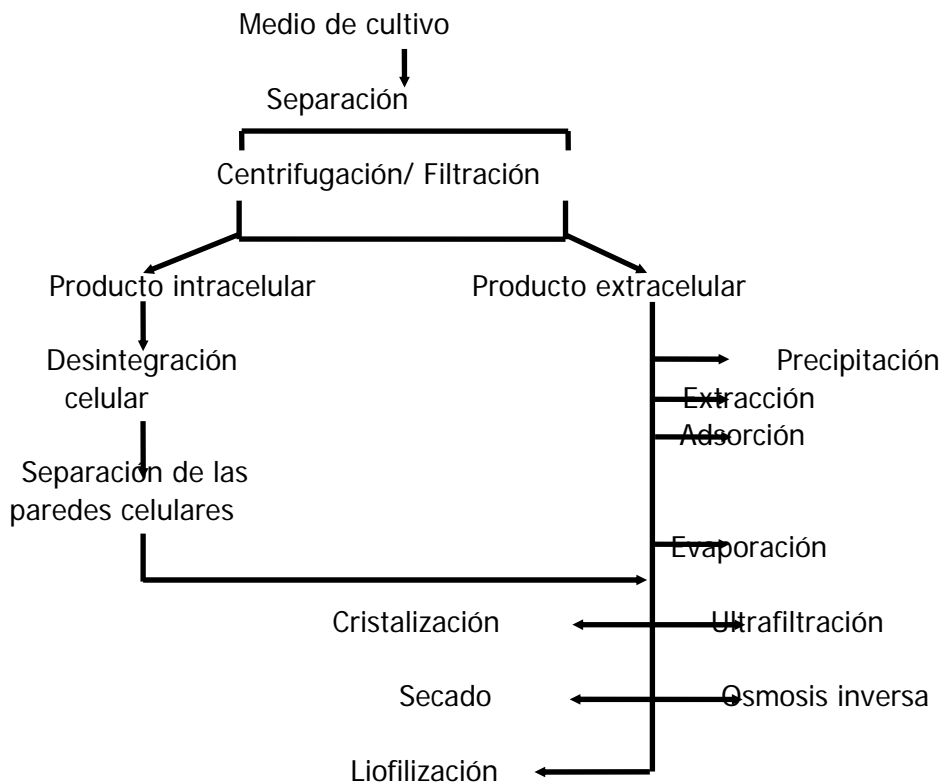 Medio de cultivo
Separación
Centrifugación/ Filtración
Producto intracelular
Producto extracelular
Desintegración
celular
Precipitación
Extracción
Adsorción
Separación de las
paredes celulares
Evaporación
Cristalización
Ultrafiltración
Secado
Osmosis inversa
Liofilización